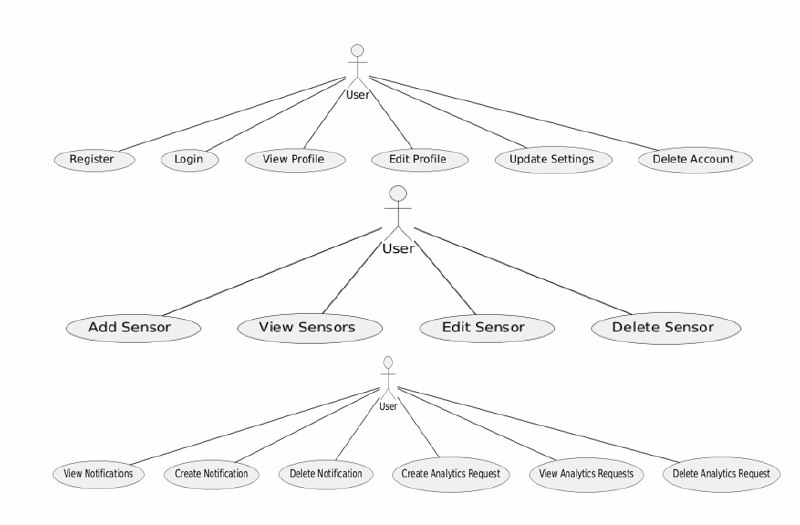 User
Register
Login
View Profile
Edit Profile
Update Settings
Delete Account
User
Add Sensor
View Sensors
Edit Sensor
Delete Sensor
User
View Notifications
Create Notification
Delete Notification
Create Analytics Request
View Analytics Requests
Delete Analytics Request